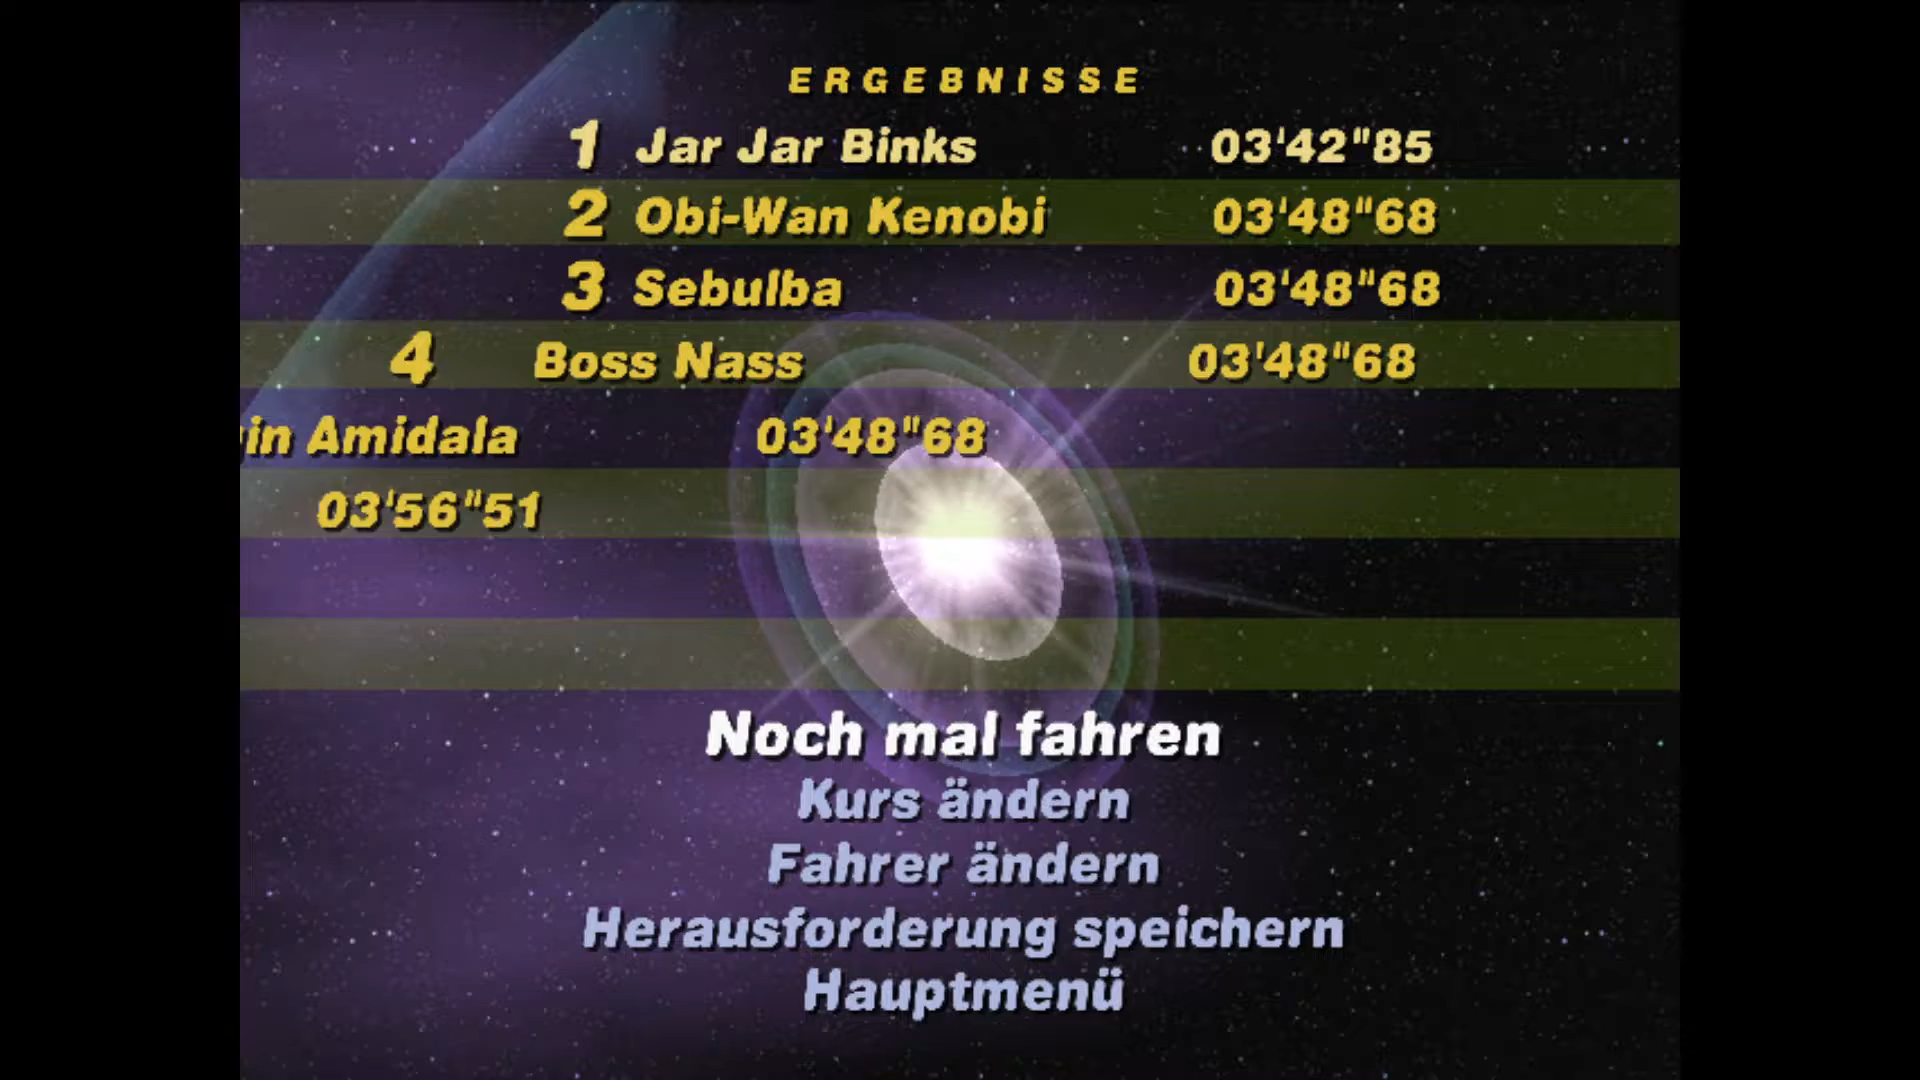 ERGEBNISSE
1 Jar Jar Binks 03'42"85
2 Obi-Wan Kenobi 03'48"68
3 Sebulba 03'48"68
4 Boss Nass 03'48"68
Amidala 03'48"68
03'56"51
Noch mal fahren
Kurs ändern
Fahrer ändern
Herausforderung speichern
Hauptmenü